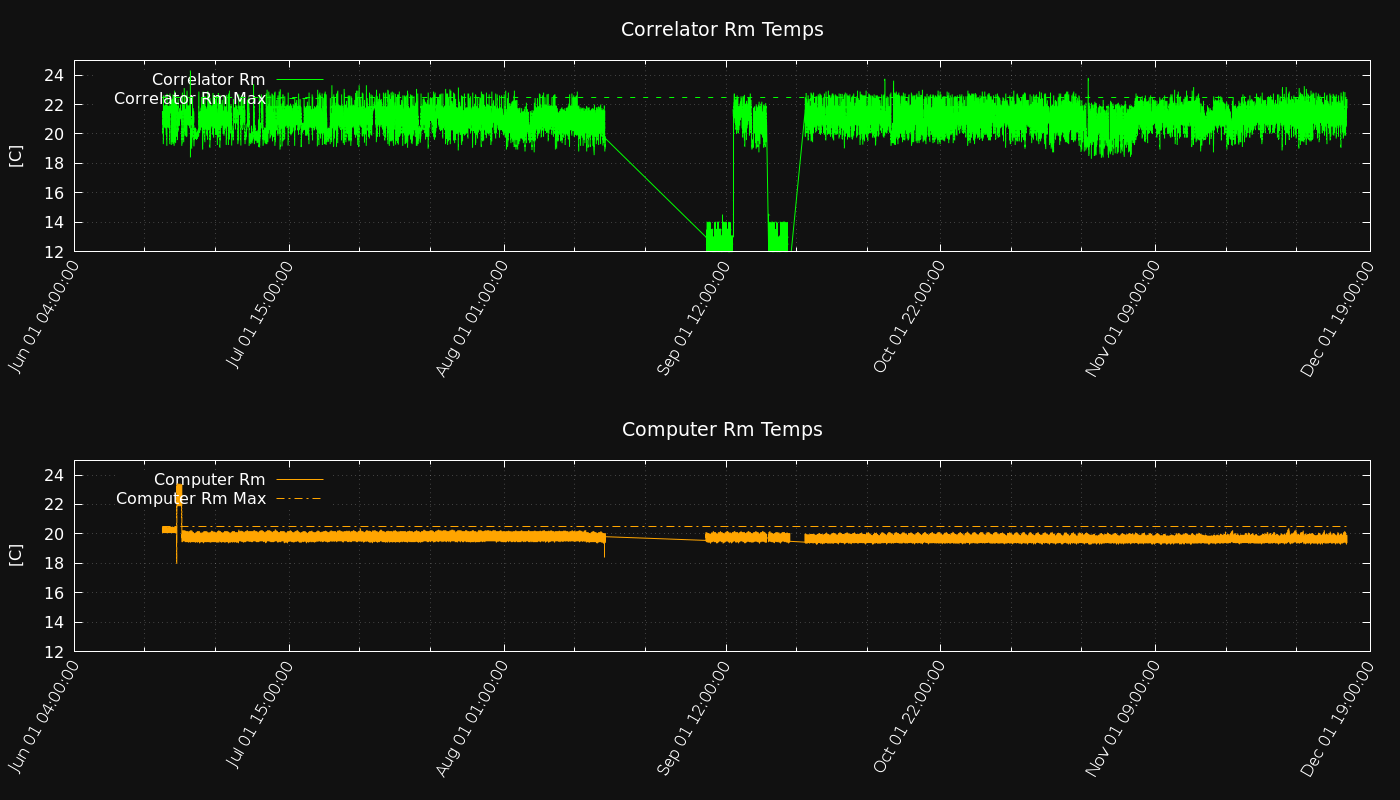 Correlator Rm Temps
Correlator Rm
Correlator Rm Max
24
22
20
18
16
14
12
[C]
Jun 01 04:00:00
Jul 01 15:00:00
Aug 01 01:00:00
Sep 01 12:00:00
Oct 01 22:00:00
Nov 01 09:00:00
Dec 01 19:00:00
Computer Rm Temps
Computer Rm
Computer Rm Max
24
22
20
18
16
14
12
[C]
Jun 01 04:00:00
Jul 01 15:00:00
Aug 01 01:00:00
Sep 01 12:00:00
Oct 01 22:00:00
Nov 01 09:00:00
Dec 01 19:00:00